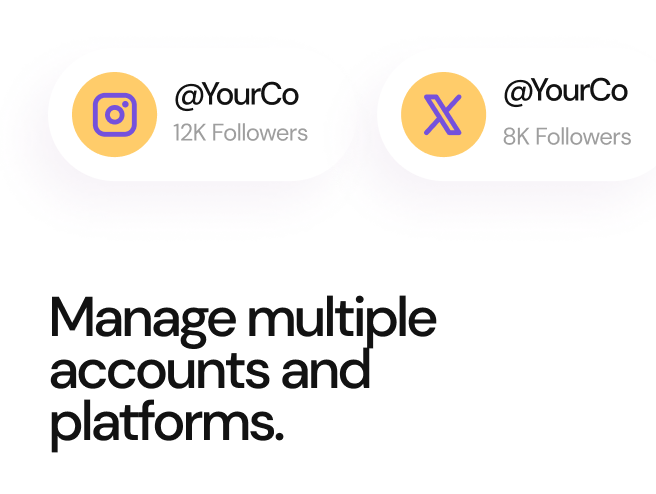 @YourCo
12K Followers
@YourCo
8K Followers
Manage multiple
accounts and
platforms.